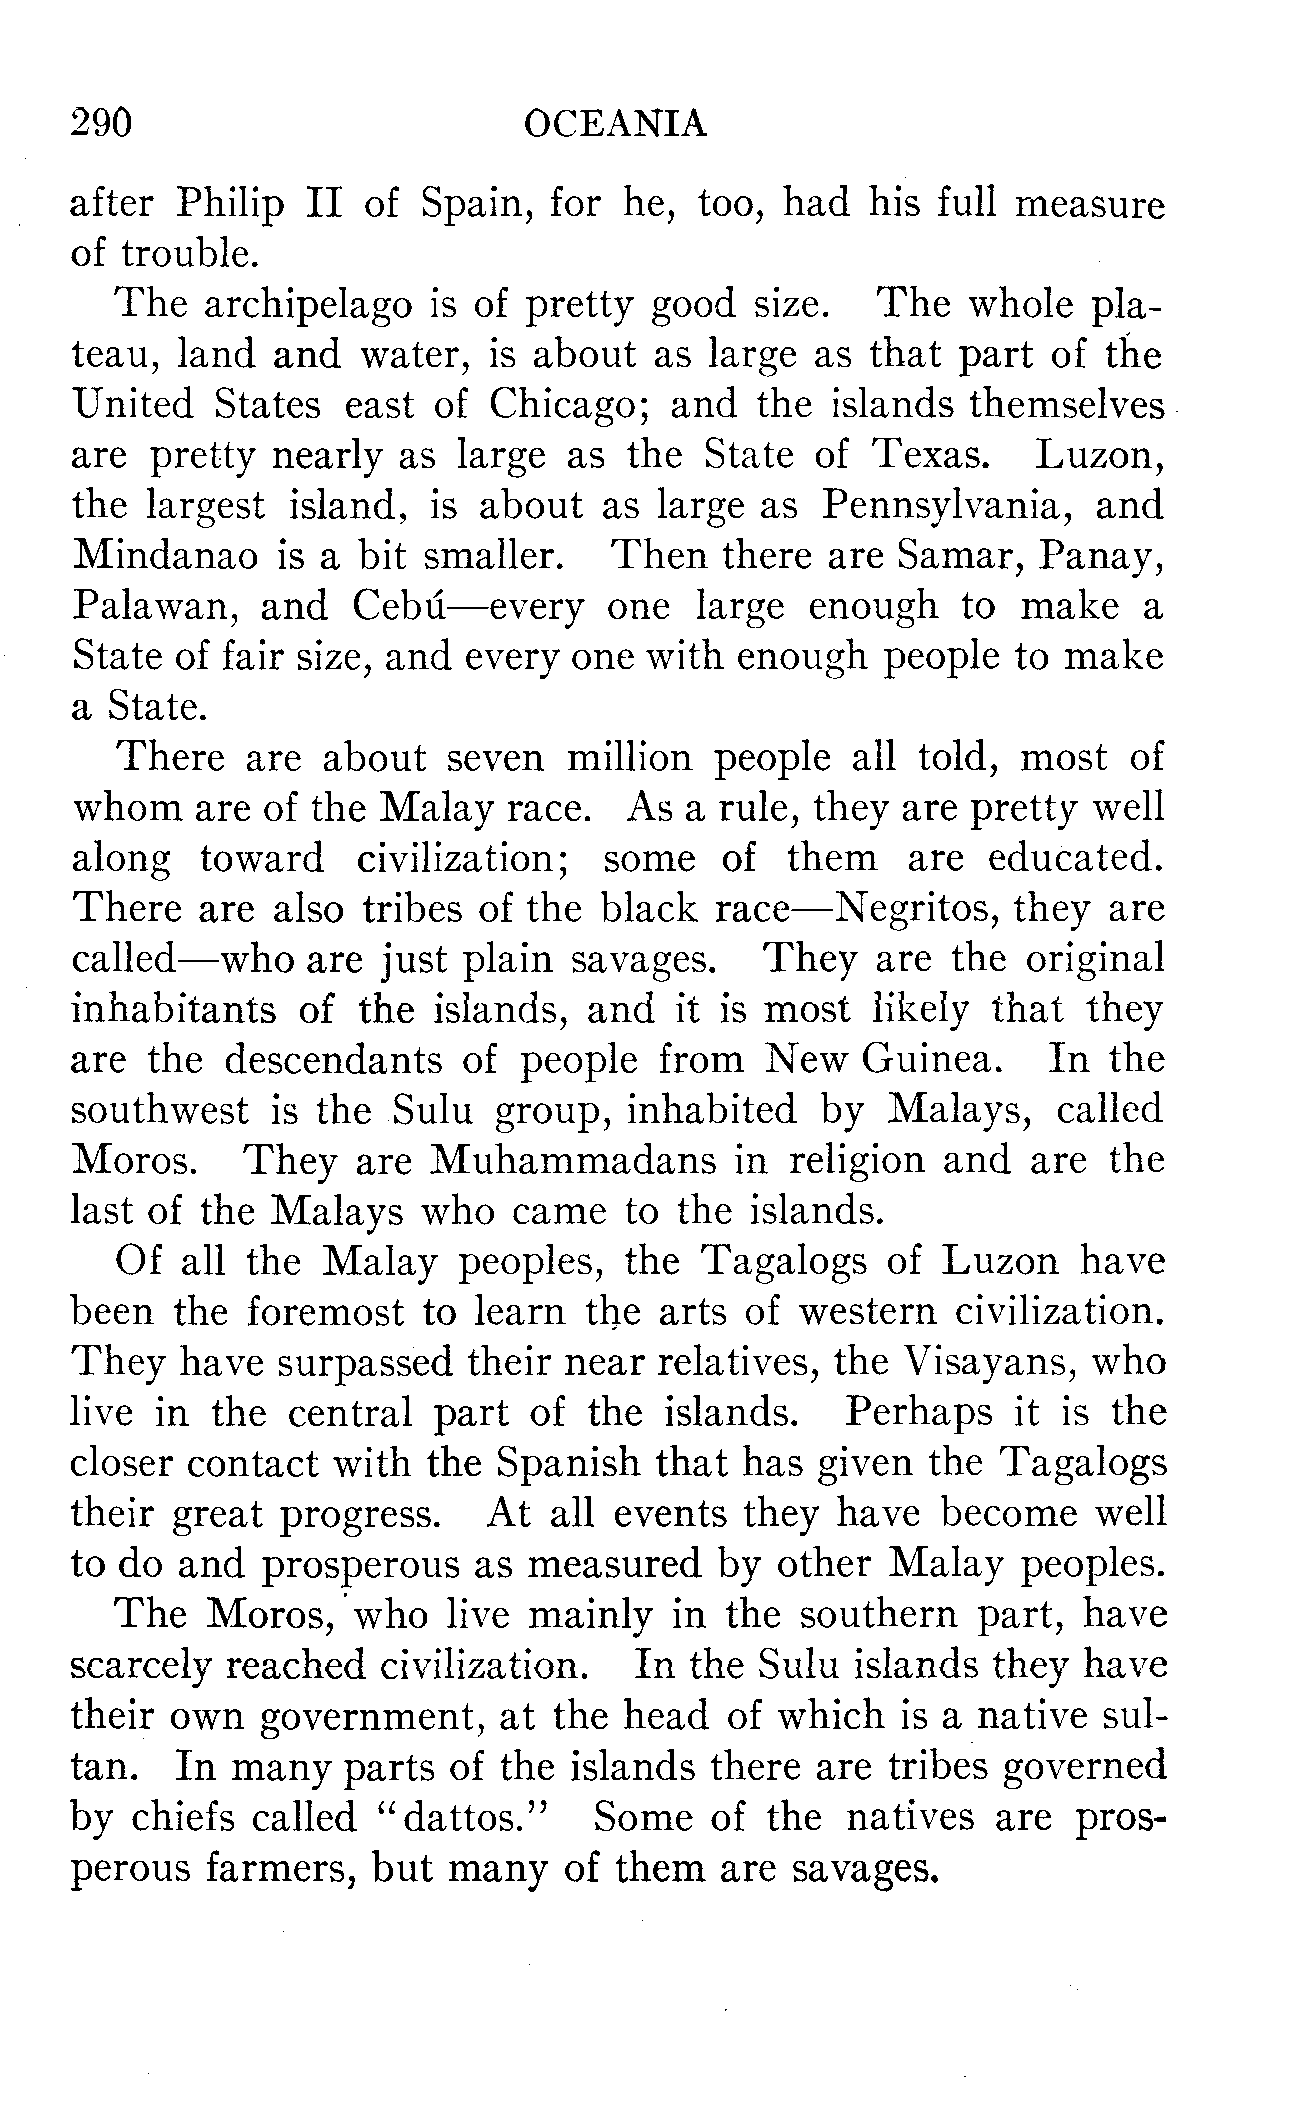 290 OCEANIA
after Philip II of Spain, for he, too, had his full measure
of trouble.
The archipelago is of pretty good size. The whole pla-
teau, land and water, is about as large as that part of the
United States east of Chicago; and the islands themselves
are pretty nearly as large as the State of Texas. Luzon,
the largest island, is about as large as Pennsylvania, and
Mindanao is a bit smaller. Then there are Samar, Panay,
Palawan, and Cebú—every one large enough to make a
State of fair size, and every one with enough people to make
a State.
There are about seven million people all told, most of
whom are of the Malay race. As a rule, they are pretty well
along toward civilization; some of them are educated.
There are also tribes of the black race—Negritos, they are
called—who are just plain savages. They are the original
inhabitants of the islands, and it is most likely that they
are the descendants of people from New Guinea. In the
southwest is the Sulu group, inhabited by Malays, called
Moros. They are Muhammadans in religion and are the
last of the Malays who came to the islands.
Of all the Malay peoples, the Tagalogs of Luzon have
been the foremost to learn the arts of western civilization.
They have surpassed their near relatives, the Visayans, who
live in the central part of the islands. Perhaps it is the
closer contact with the Spanish that has given the Tagalogs
their great progress. At all events they have become well
to do and prosperous as measured by other Malay peoples.
The Moros, who live mainly in the southern part, have
scarcely reached civilization. In the Sulu islands they have
their own government, at the head of which is a native sul-
tan. In many parts of the islands there are tribes governed
by chiefs called “dattos.” Some of the natives are pros-
perous farmers, but many of them are savages.